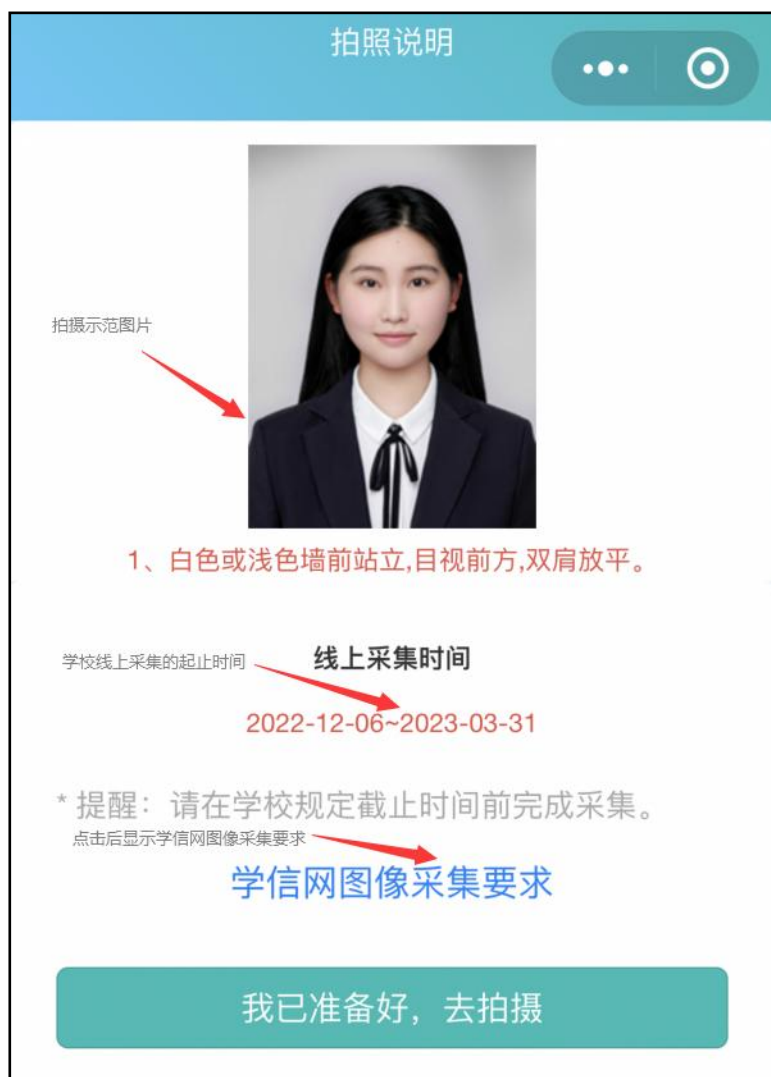 拍照说明
拍摄示范图片
1、白色或浅色墙前站立,目视前方,双肩放平。
学校线上采集的起止时间
线上采集时间
2022-12-06~2023-03-31
* 提醒：请在学校规定截止时间前完成采集。
点击后显示学信网图像采集要求
学信网图像采集要求
我已准备好，去拍摄